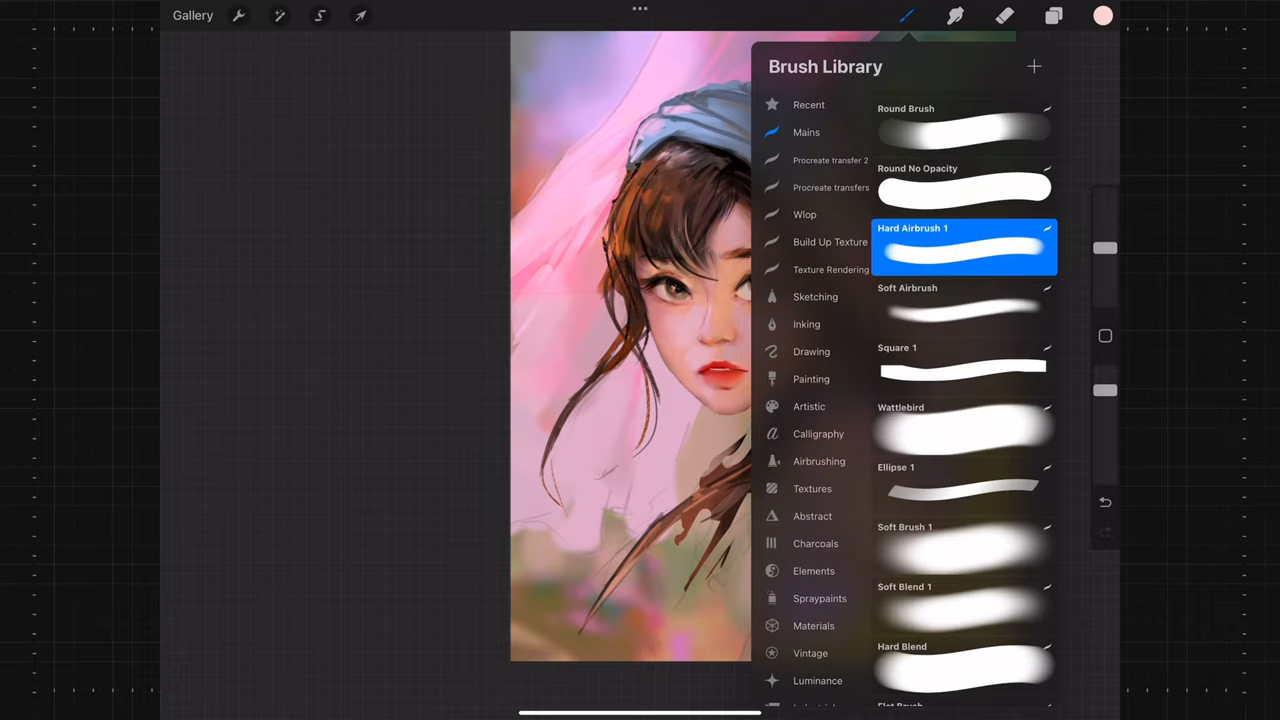 Gallery
Brush Library
Recent
Mains
Procreate transfer 2
Procreate transfers
Wlop
Build Up Texture
Texture Rendering
Sketching
Inking
Drawing
Painting
Artistic
Calligraphy
Airbrushing
Textures
Abstract
Charcoals
Elements
Spraypaints
Materials
Vintage
Luminance
Round Brush
Round No Opacity
Hard Airbrush 1
Soft Airbrush
Square 1
Wattlebird
Ellipse 1
Soft Brush 1
Soft Blend 1
Hard Blend